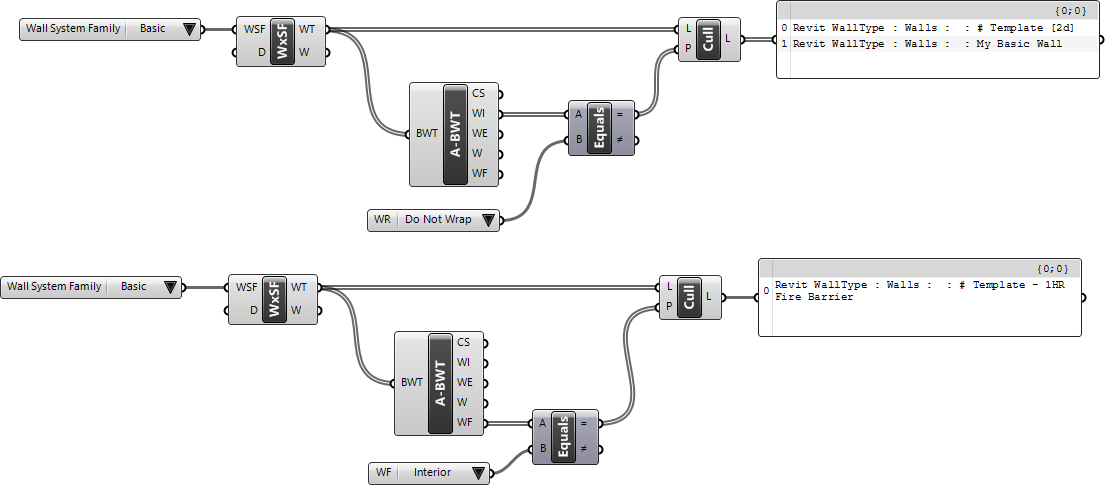 {0;0}
Wall System Family Basic
WSF WT
D W
WxSF
L L
P
Cull
0 Revit WallType : Walls : : # Template [2d]
1 Revit WallType : Walls : : My Basic Wall
BWT
A-BWT
CS
WI
WE
W
WF
A =
B ≠
Equals
WR Do Not Wrap
{0;0}
Wall System Family Basic
WSF WT
D W
WxSF
L L
P
Cull
0 Revit WallType : Walls : : # Template - 1HR
Fire Barrier
BWT
A-BWT
CS
WI
WE
W
WF
A =
B ≠
Equals
WF Interior